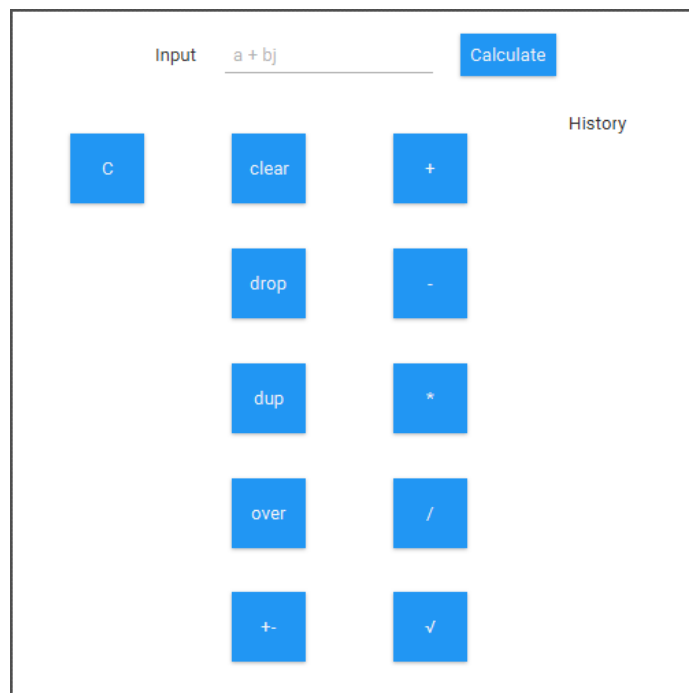 Input a + bj Calculate
History
C clear +
drop -
dup *
over /
+- √